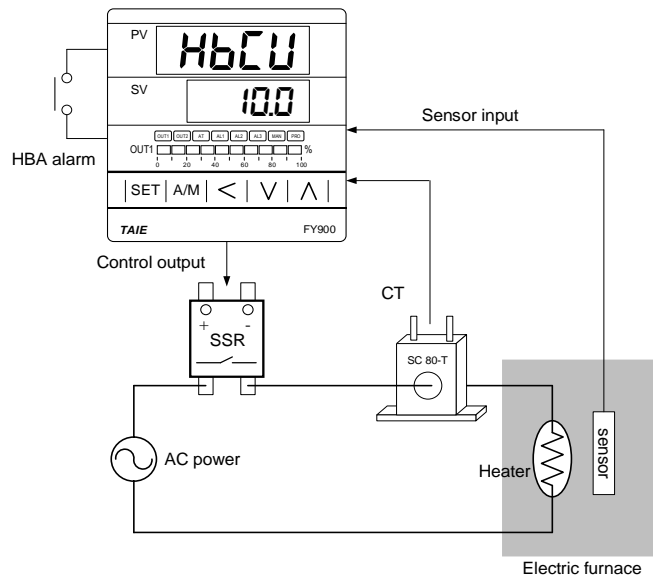 PV
HbCU
SV
10.0
OUT1 OUT2 AT AL1 AL2 AL3 MAN PRO
OUT1 %
0 20 40 60 80 100
SET A/M < ∨ ∧
TAIE FY900
HBA alarm
Sensor input
Control output
CT
+ -
SSR
SC 80-T
AC power
Heater
sensor
Electric furnace